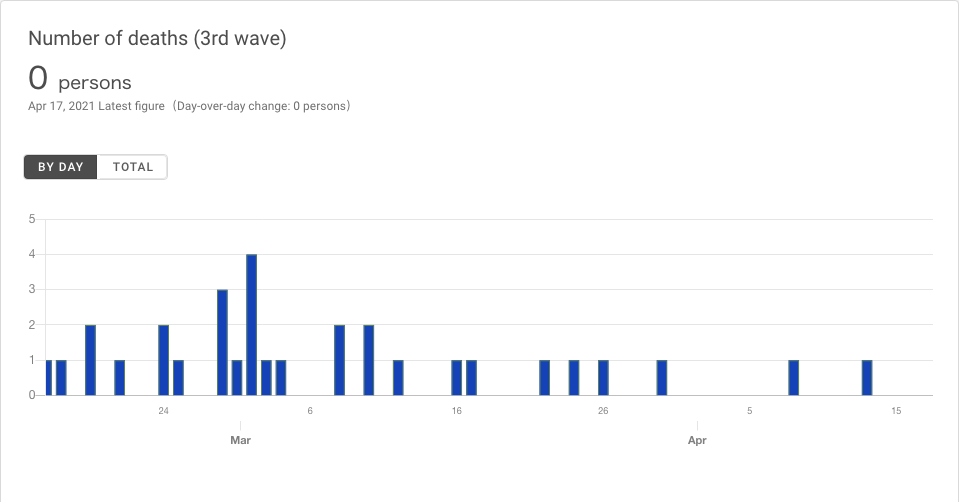 Number of deaths (3rd wave)
0 persons
Apr 17, 2021 Latest figure（Day-over-day change: 0 persons）
BY DAY TOTAL
5
4
3
2
1
0
24 6 16 26 5 15
Mar Apr